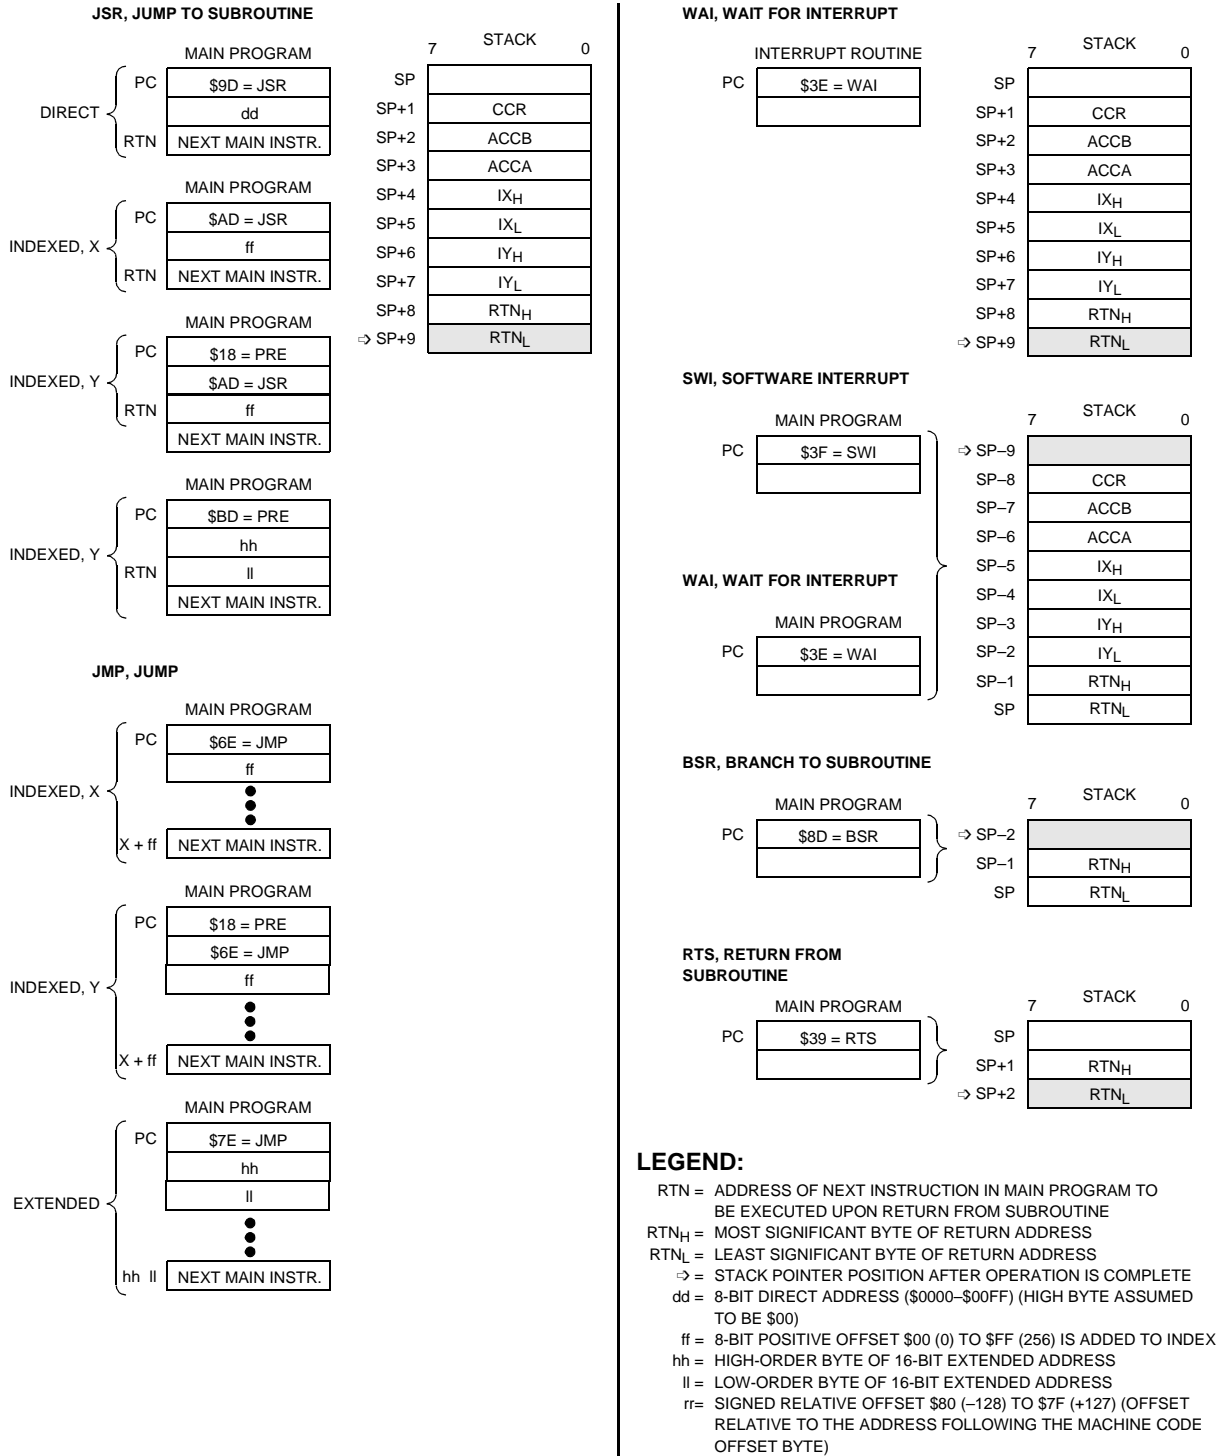 JSR, JUMP TO SUBROUTINE
MAIN PROGRAM
7 STACK 0
DIRECT
PC $9D = JSR
dd
RTN NEXT MAIN INSTR.
MAIN PROGRAM
INDEXED, X
PC $AD = JSR
ff
RTN NEXT MAIN INSTR.
MAIN PROGRAM
INDEXED, Y
PC $18 = PRE
$AD = JSR
RTN ff
NEXT MAIN INSTR.
MAIN PROGRAM
INDEXED, Y
PC $BD = PRE
hh
RTN ll
NEXT MAIN INSTR.
SP
SP+1 CCR
SP+2 ACCB
SP+3 ACCA
SP+4 IXH
SP+5 IXL
SP+6 IYH
SP+7 IYL
SP+8 RTNH
➩ SP+9 RTNL
JMP, JUMP
MAIN PROGRAM
INDEXED, X
PC $6E = JMP
ff
X + ff NEXT MAIN INSTR.
MAIN PROGRAM
INDEXED, Y
PC $18 = PRE
$6E = JMP
ff
X + ff NEXT MAIN INSTR.
MAIN PROGRAM
EXTENDED
PC $7E = JMP
hh
ll
hh ll NEXT MAIN INSTR.
WAI, WAIT FOR INTERRUPT
INTERRUPT ROUTINE
PC $3E = WAI
7 STACK 0
SP
SP+1 CCR
SP+2 ACCB
SP+3 ACCA
SP+4 IXH
SP+5 IXL
SP+6 IYH
SP+7 IYL
SP+8 RTNH
➩ SP+9 RTNL
SWI, SOFTWARE INTERRUPT
MAIN PROGRAM
PC $3F = SWI
WAI, WAIT FOR INTERRUPT
MAIN PROGRAM
PC $3E = WAI
7 STACK 0
➩ SP–9
SP–8 CCR
SP–7 ACCB
SP–6 ACCA
SP–5 IXH
SP–4 IXL
SP–3 IYH
SP–2 IYL
SP–1 RTNH
SP RTNL
BSR, BRANCH TO SUBROUTINE
MAIN PROGRAM
PC $8D = BSR
7 STACK 0
➩ SP–2
SP–1 RTNH
SP RTNL
RTS, RETURN FROM
SUBROUTINE
MAIN PROGRAM
PC $39 = RTS
7 STACK 0
SP
SP+1 RTNH
➩ SP+2 RTNL
LEGEND:
RTN = ADDRESS OF NEXT INSTRUCTION IN MAIN PROGRAM TO
BE EXECUTED UPON RETURN FROM SUBROUTINE
RTNH = MOST SIGNIFICANT BYTE OF RETURN ADDRESS
RTNL = LEAST SIGNIFICANT BYTE OF RETURN ADDRESS
➩ = STACK POINTER POSITION AFTER OPERATION IS COMPLETE
dd = 8-BIT DIRECT ADDRESS ($0000–$00FF) (HIGH BYTE ASSUMED
TO BE $00)
ff = 8-BIT POSITIVE OFFSET $00 (0) TO $FF (256) IS ADDED TO INDEX
hh = HIGH-ORDER BYTE OF 16-BIT EXTENDED ADDRESS
ll = LOW-ORDER BYTE OF 16-BIT EXTENDED ADDRESS
rr= SIGNED RELATIVE OFFSET $80 (–128) TO $7F (+127) (OFFSET
RELATIVE TO THE ADDRESS FOLLOWING THE MACHINE CODE
OFFSET BYTE)